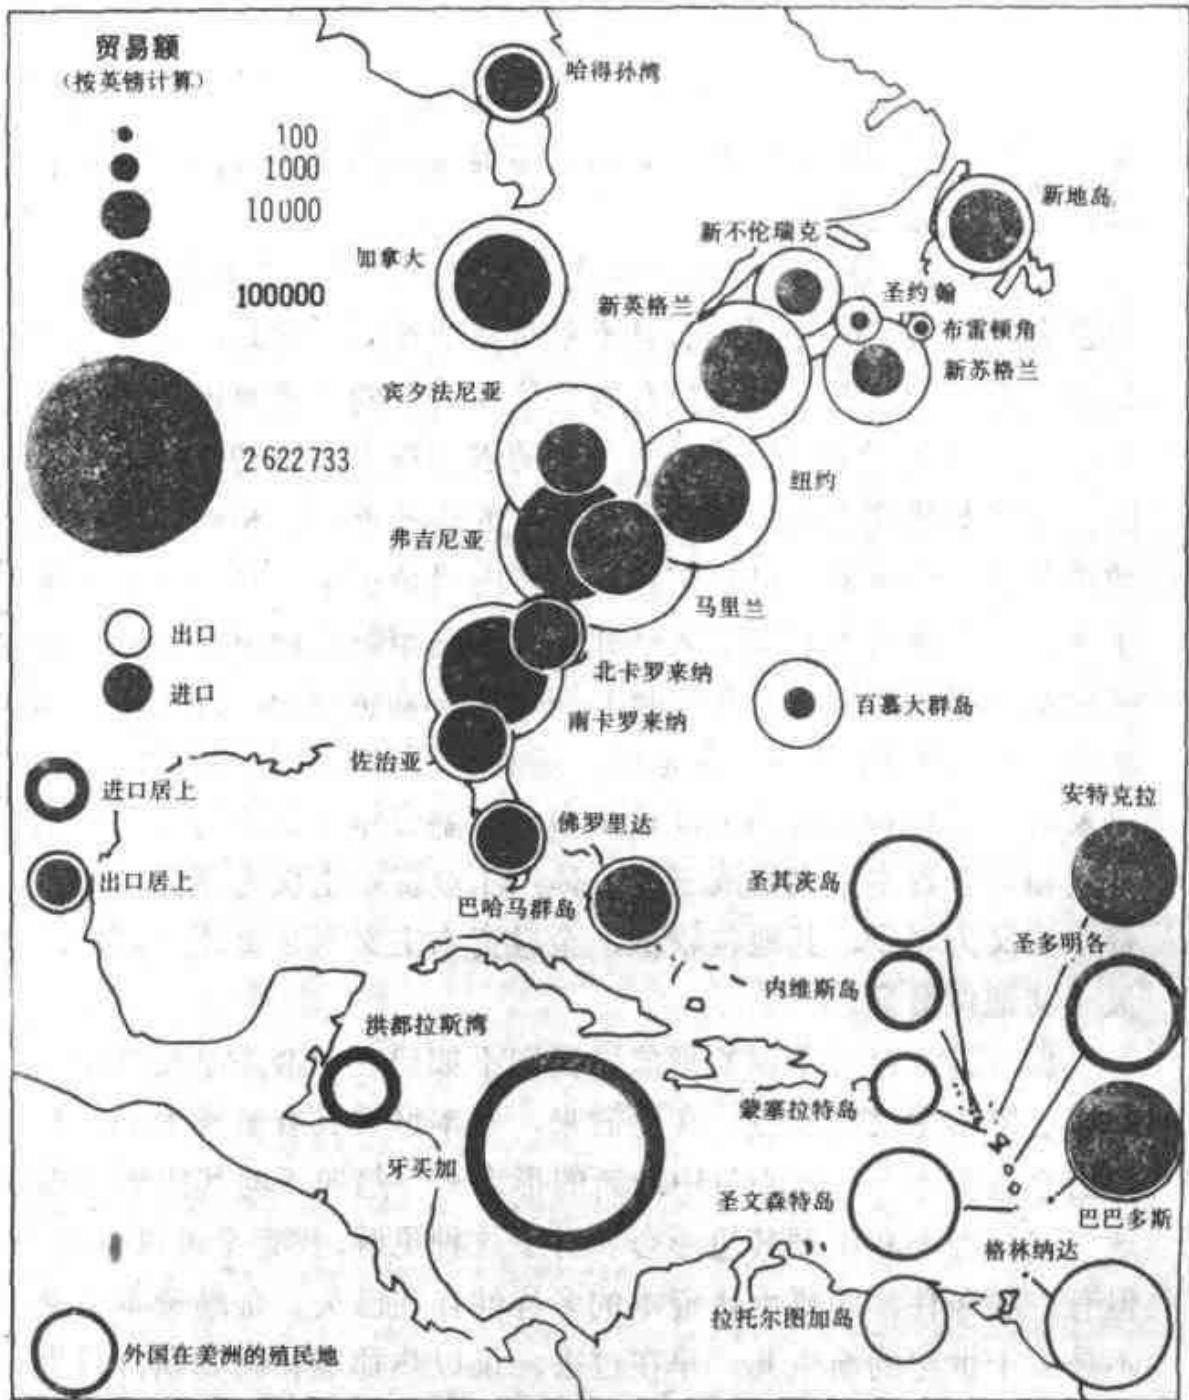 贸易额
(按英镑计算)
100
1000
10000
100000
2622733
出口
进口
进口居上
出口居上
外国在美洲的殖民地
哈得孙湾
新地岛
加拿大
新不伦瑞克
新英格兰
圣约翰
布雷顿角
新苏格兰
宾夕法尼亚
纽约
弗吉尼亚
马里兰
北卡罗来纳
南卡罗来纳
百慕大群岛
佐治亚
佛罗里达
巴哈马群岛
安特克拉
圣其茨岛
圣多明各
内维斯岛
洪都拉斯湾
蒙塞拉特岛
牙买加
圣文森特岛
巴巴多斯
格林纳达
拉托尔图加岛